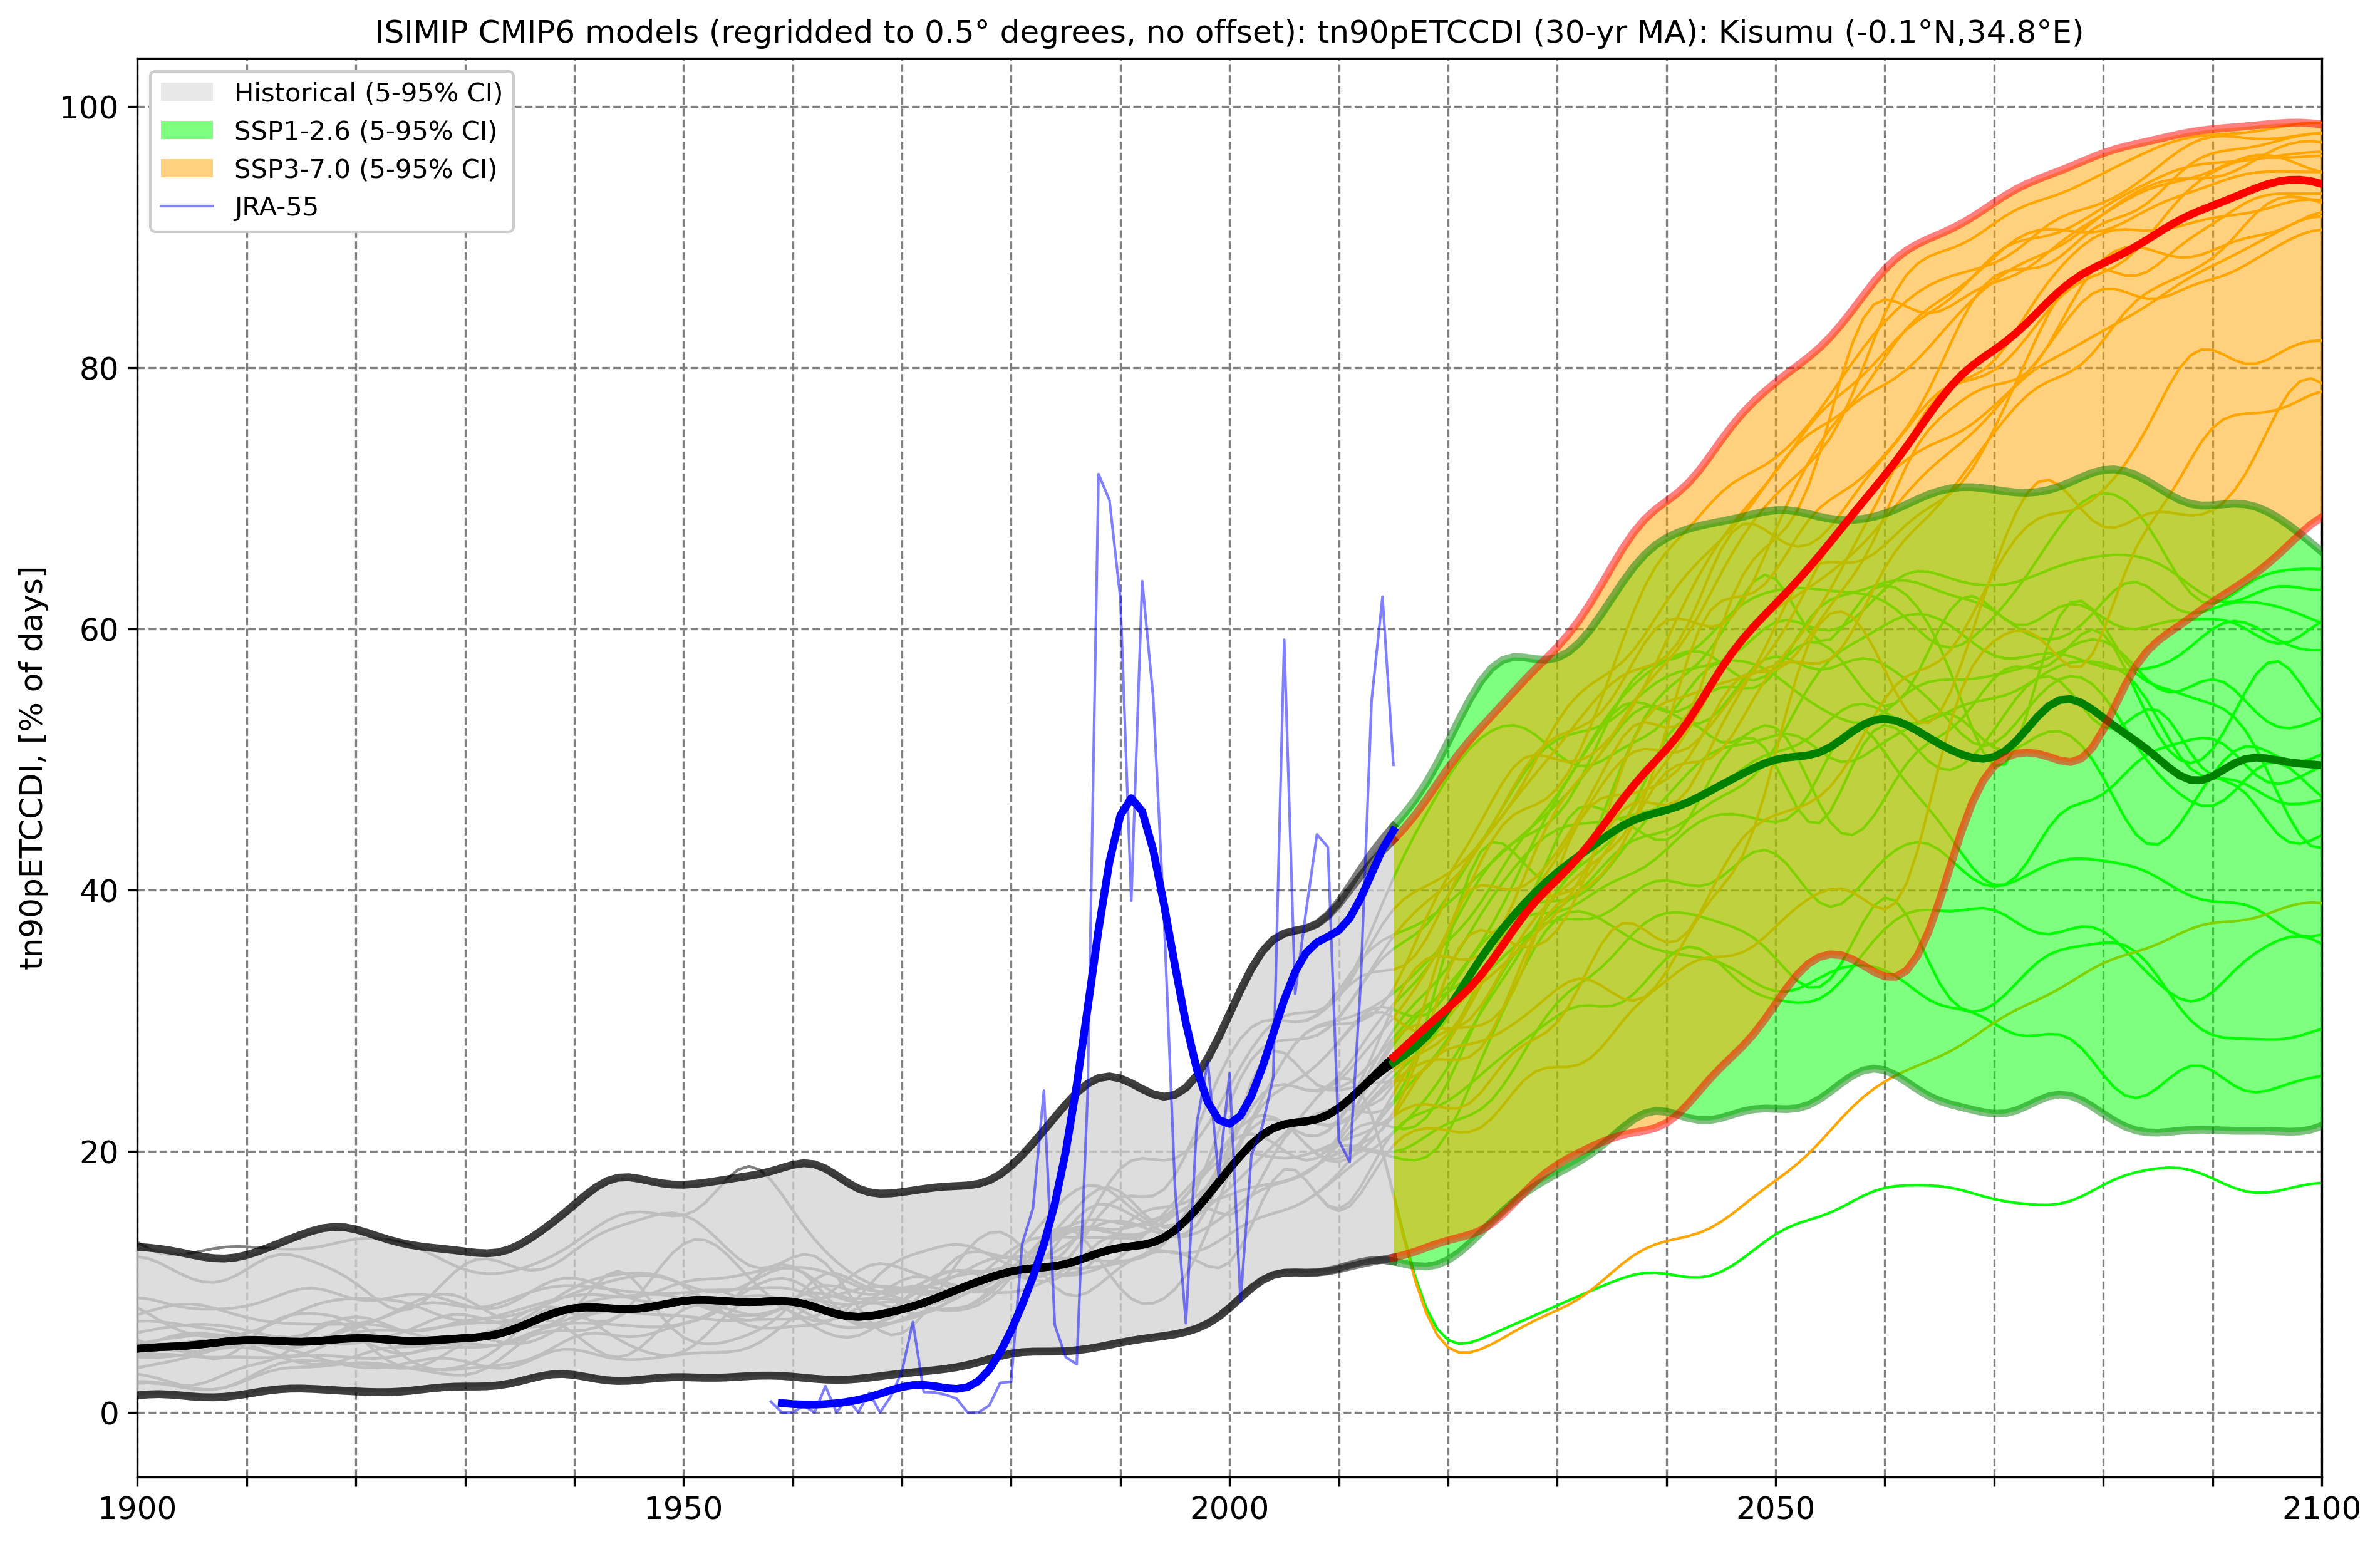 ISIMIP CMIP6 models (regridded to 0.5° degrees, no offset): tn90pETCCDI (30-yr MA): Kisumu (-0.1°N,34.8°E)
Historical (5-95% CI)
SSP1-2.6 (5-95% CI)
SSP3-7.0 (5-95% CI)
JRA-55
tn90pETCCDI, [% of days]
100
80
60
40
20
0
1900
1950
2000
2050
2100